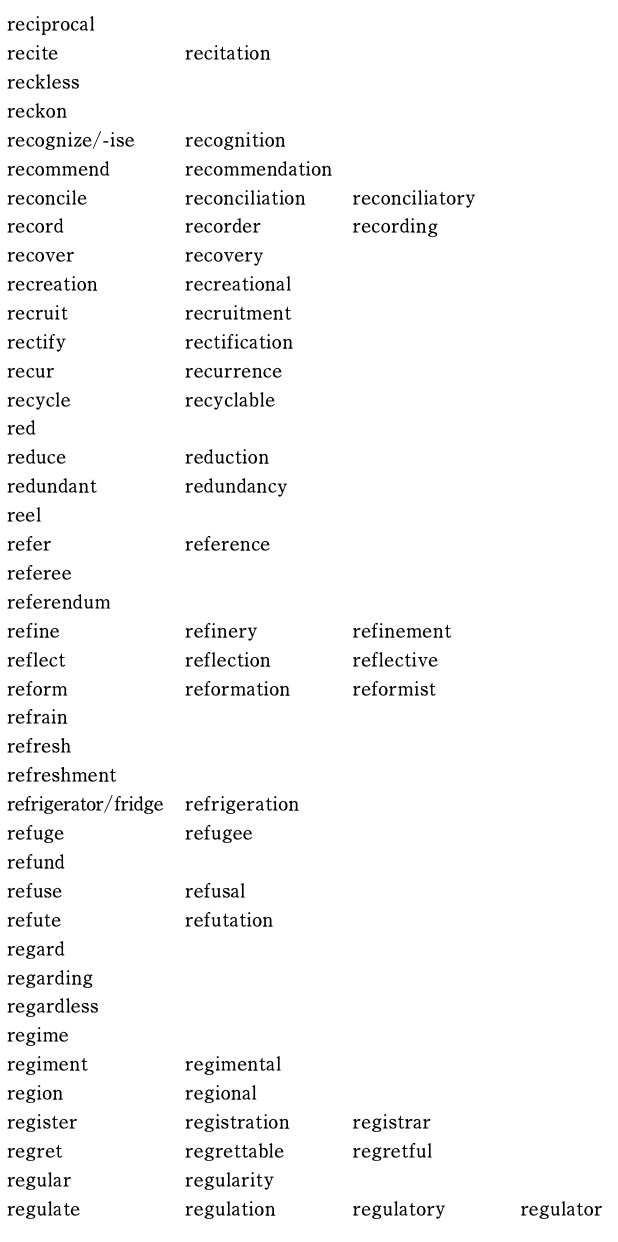 reciprocal
recite recitation
reckless
reckon
recognize/-ise recognition
recommend recommendation
reconcile reconciliation reconciliatory
record recorder recording
recover recovery
recreation recreational
recruit recruitment
rectify rectification
recur recurrence
recycle recyclable
red
reduce reduction
redundant redundancy
reel
refer reference
referee
referendum
refine refinery refinement
reflect reflection reflective
reform reformation reformist
refrain
refresh
refreshment
refrigerator/fridge refrigeration
refuge refugee
refund
refuse refusal
refute refutation
regard
regarding
regardless
regime
regiment regimental
region regional
register registration registrar
regret regrettable regretful
regular regularity
regulate regulation regulatory regulator